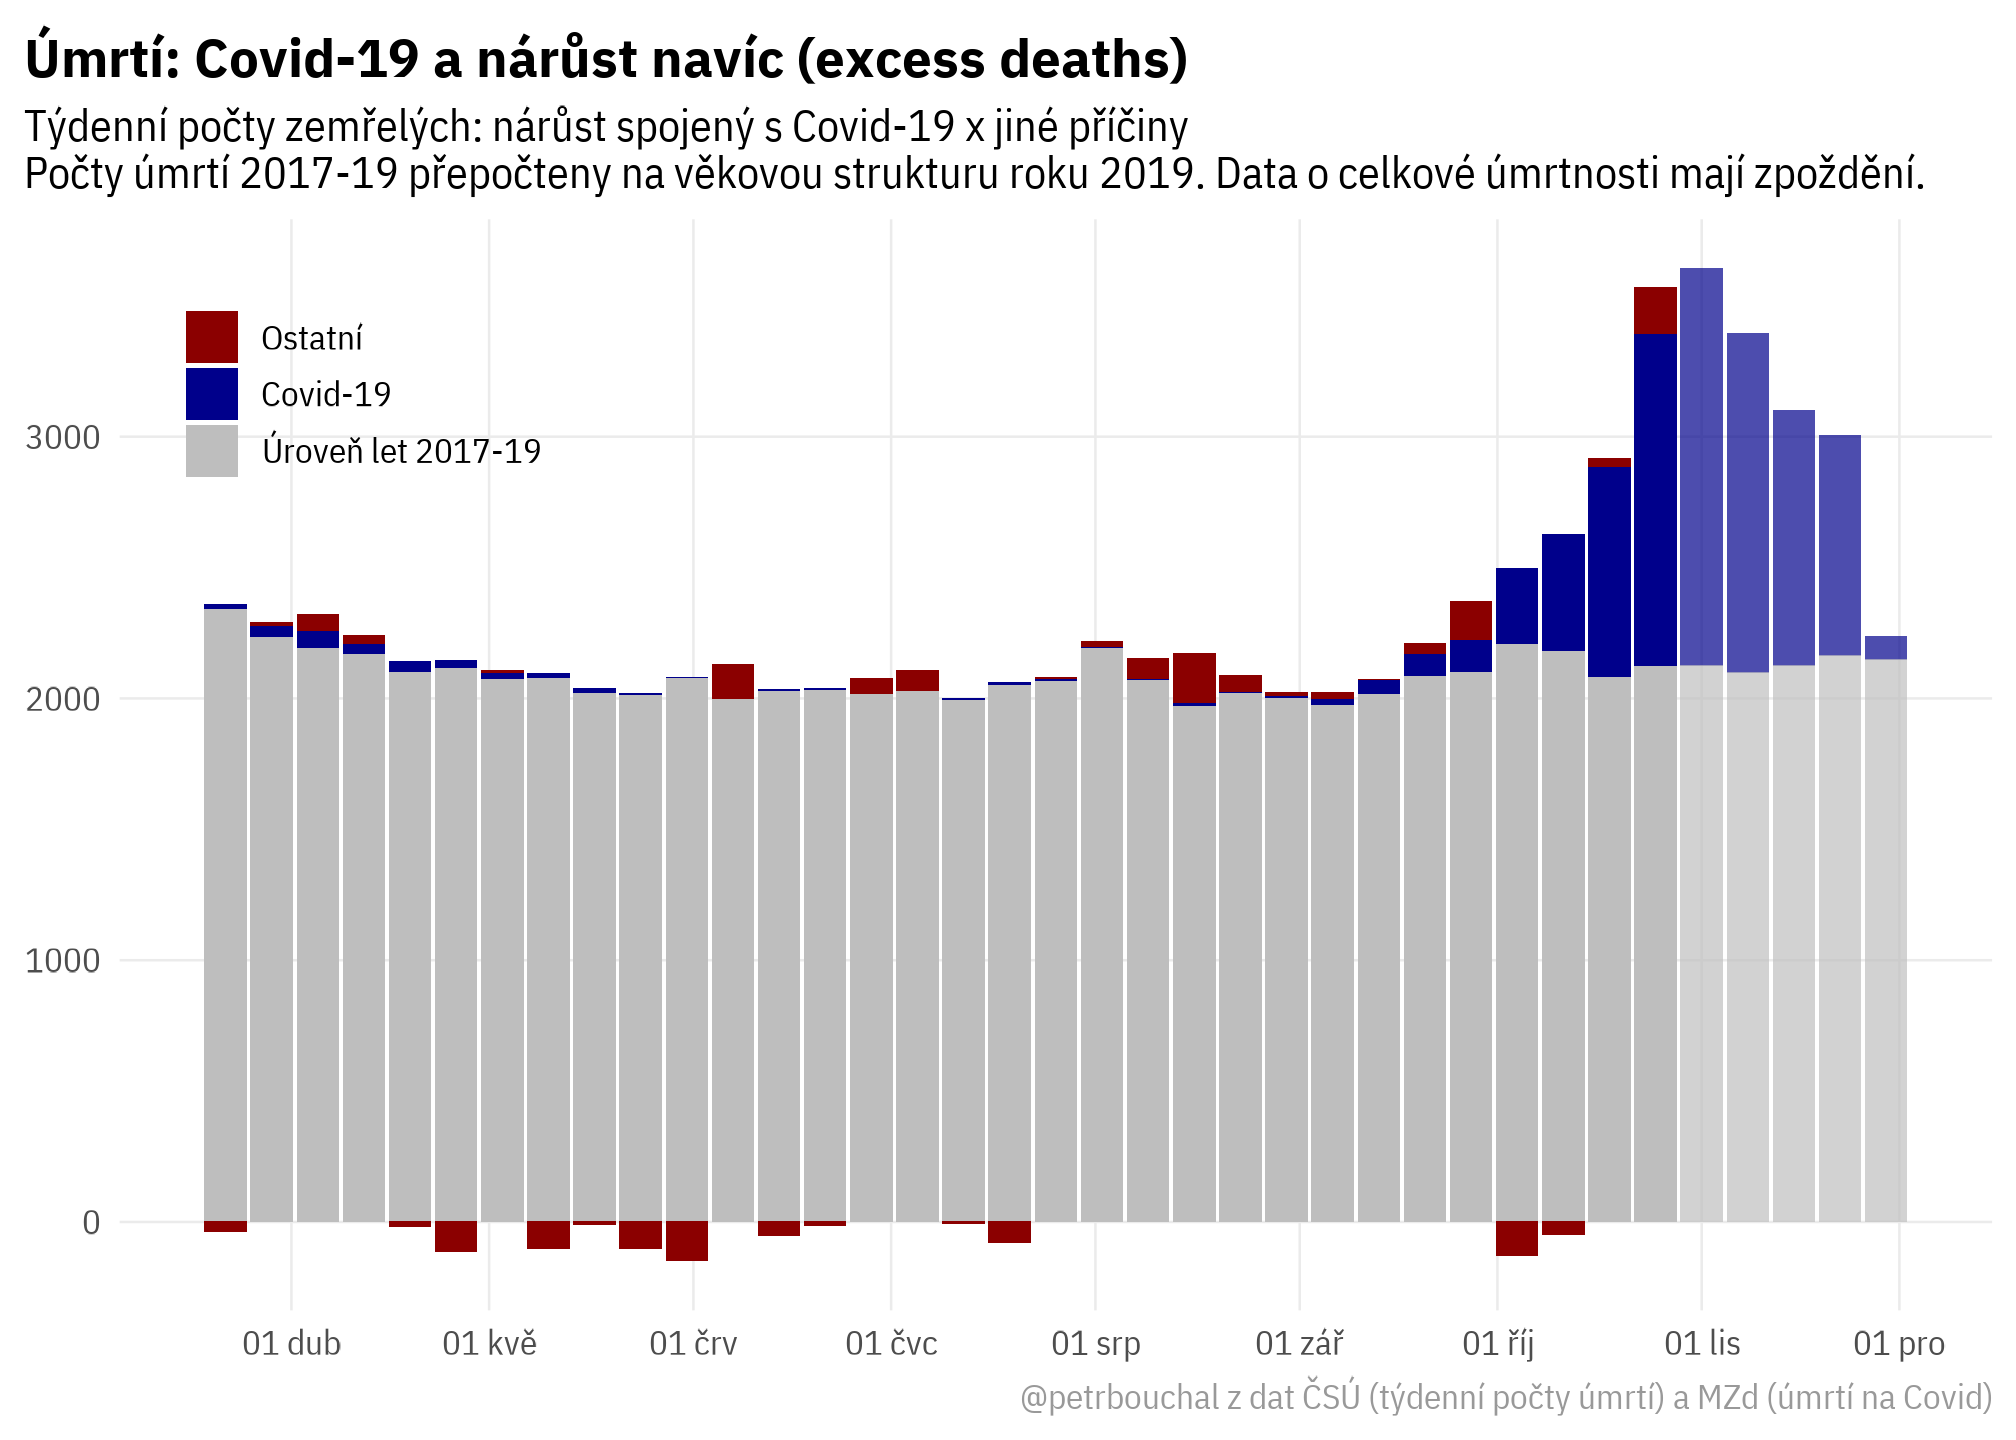 Úmrtí: Covid-19 a nárůst navíc (excess deaths)
Týdenní počty zemřelých: nárůst spojený s Covid-19 x jiné příčiny
Počty úmrtí 2017-19 přepočteny na věkovou strukturu roku 2019. Data o celkové úmrtnosti mají zpoždění.
Ostatní
Covid-19
Úroveň let 2017-19
3000
2000
1000
0
01 dub 01 kvě 01 črv 01 čvc 01 srp 01 zář 01 říj 01 lis 01 pro
@petrbouchal z dat ČSÚ (týdenní počty úmrtí) a MZd (úmrtí na Covid)